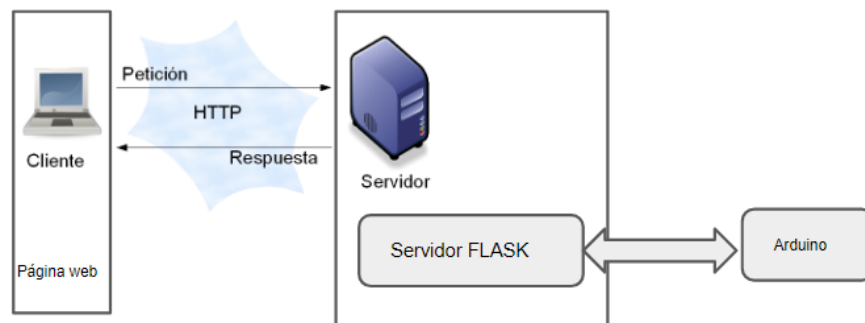 Petición
HTTP
Respuesta
Cliente
Servidor
Página web
Servidor FLASK
Arduino